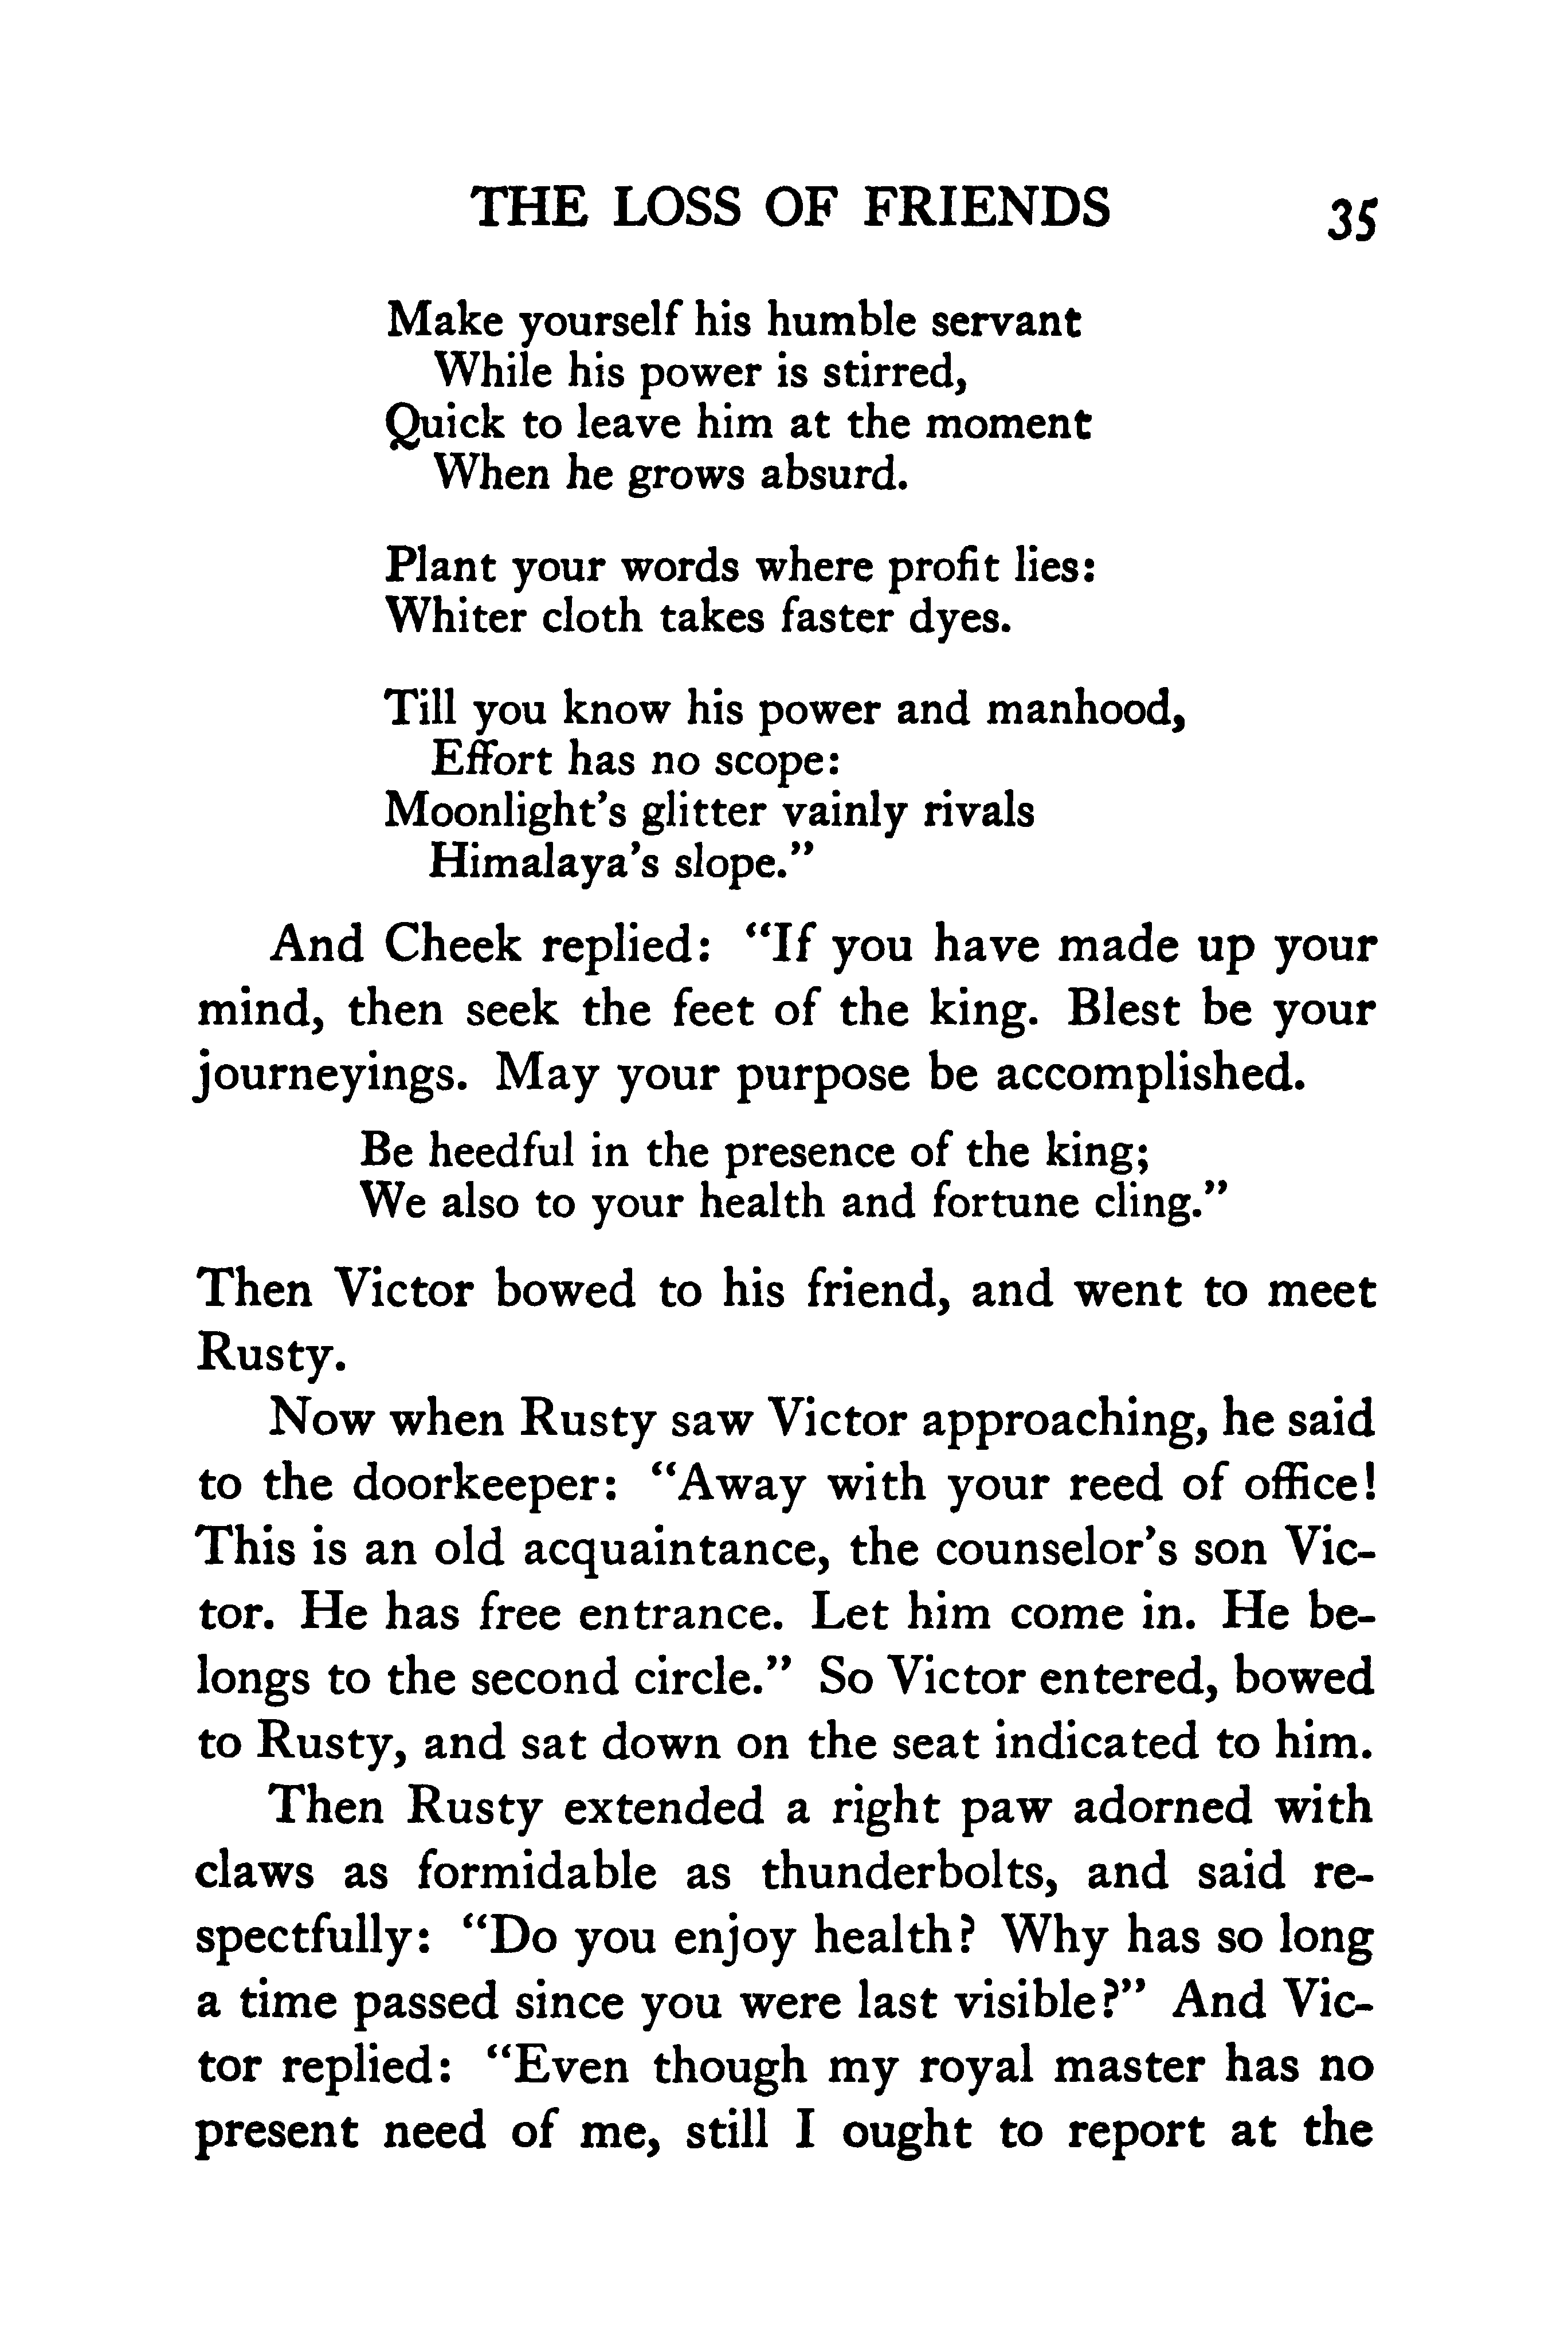 THE LOSS OF FRIENDS 35
Make yourself his humble servant
While his power is stirred,
Quick to leave him at the moment
When he grows absurd.
Plant your words where profit lies:
Whiter cloth takes faster dyes.
Till you know his power and manhood,
Effort has no scope:
Moonlight’s glitter vainly rivals
Himalaya’s slope.”
And Cheek replied: “If you have made up your
mind, then seek the feet of the king. Blest be your
journeyings. May your purpose be accomplished.
Be heedful in the presence of the king;
We also to your health and fortune cling.”
Then Victor bowed to his friend, and went to meet
Rusty.
Now when Rusty saw Victor approaching, he said
to the doorkeeper: “Away with your reed of office!
This is an old acquaintance, the counselor’s son Vic-
tor. He has free entrance. Let him come in. He be-
longs to the second circle.” So Victor entered, bowed
to Rusty, and sat down on the seat indicated to him.
Then Rusty extended a right paw adorned with
claws as formidable as thunderbolts, and said re-
spectfully: “Do you enjoy health? Why has so long
a time passed since you were last visible?” And Vic-
tor replied: “Even though my royal master has no
present need of me, still I ought to report at the